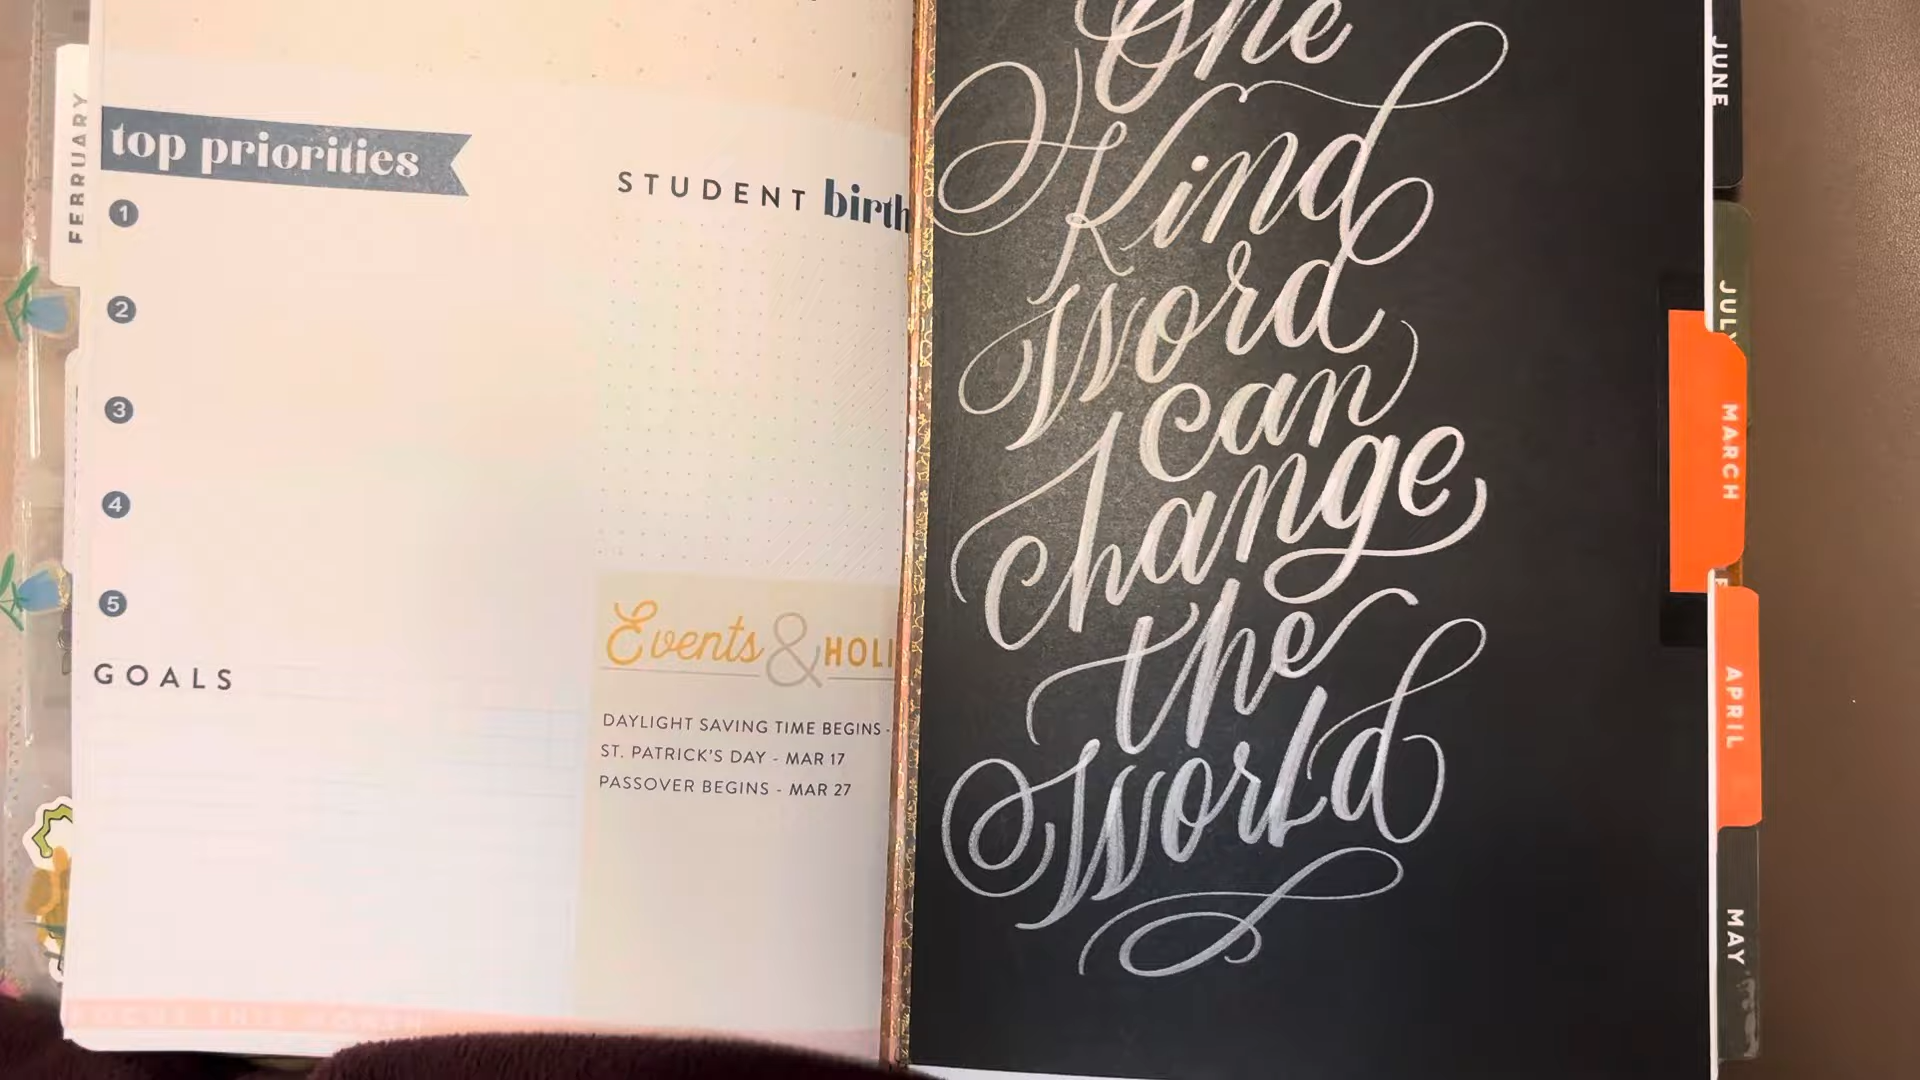 FEBRUARY
top priorities
1
2
3
4
5
GOALS
STUDENT birth
Events & HOLI
DAYLIGHT SAVING TIME BEGINS -
ST. PATRICK'S DAY - MAR 17
PASSOVER BEGINS - MAR 27
One
Kind
Word
can
change
the
World
JUNE
JULY
MARCH
APRIL
MAY